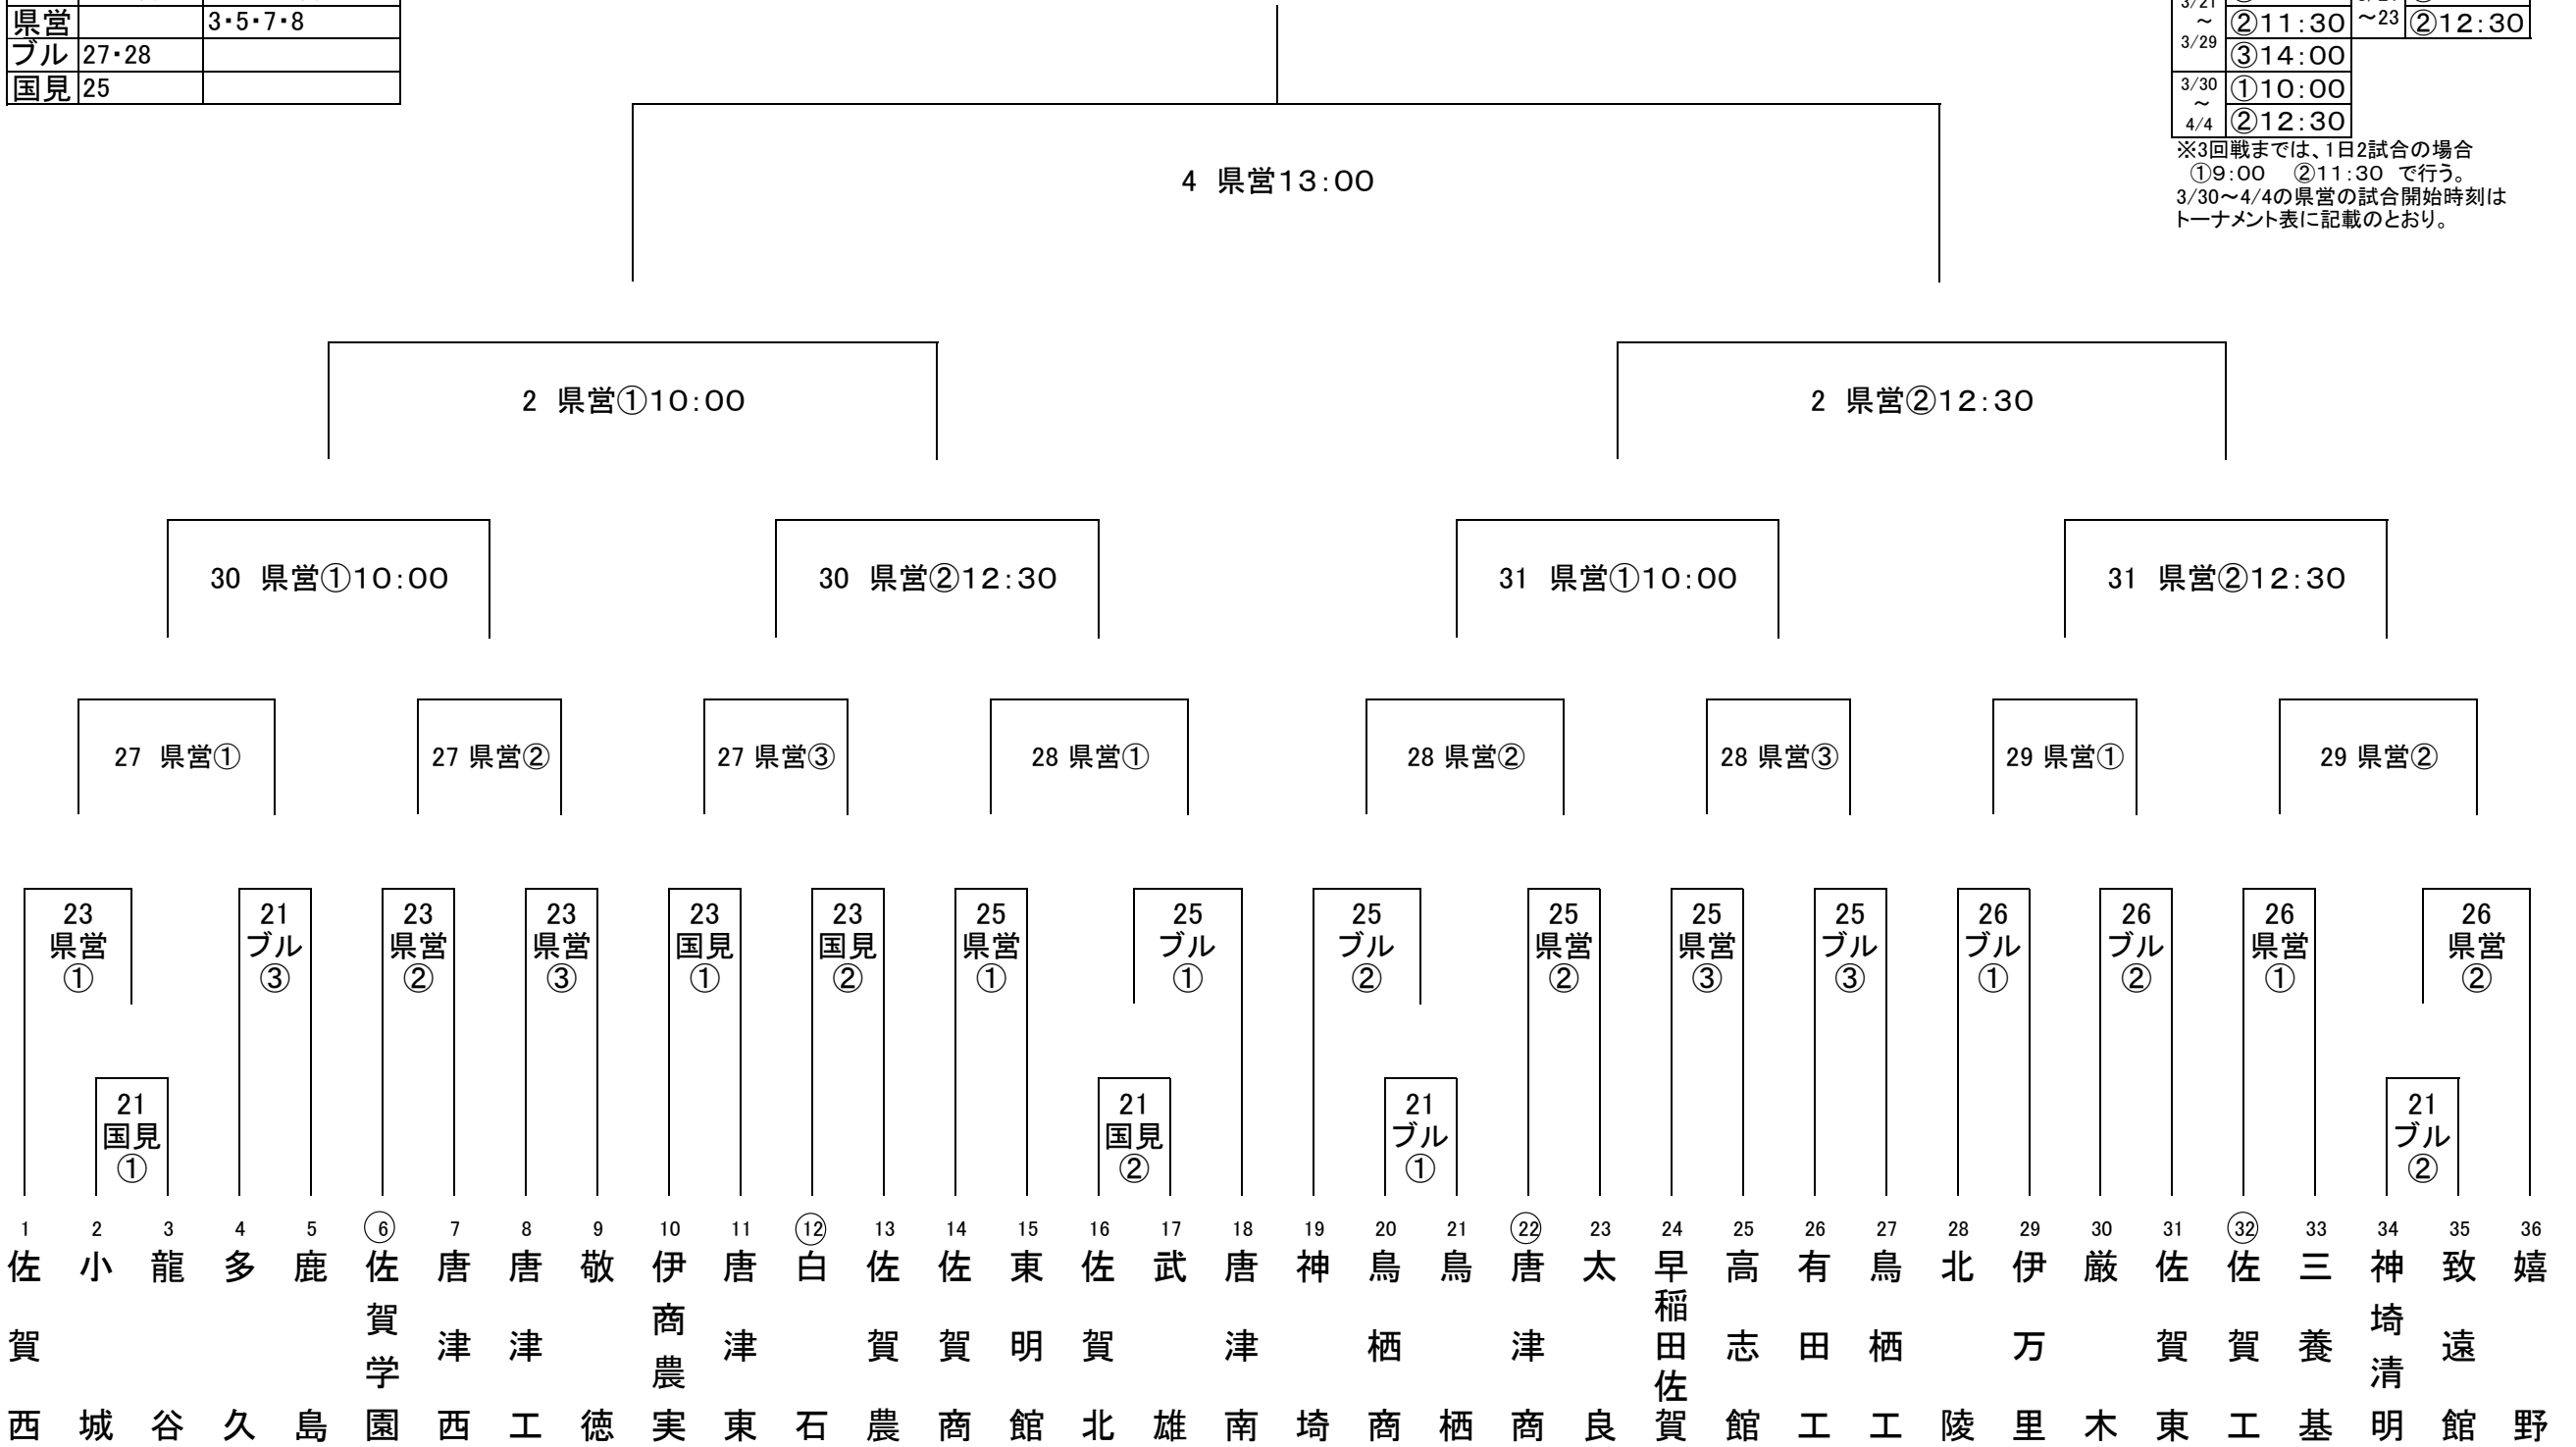 県営 3・5・7・8
ブル 27・28
国見 25
3/21 ～ 3/29
②11:30
③14:00
～23 ②12:30
3/30 ～ 4/4
①10:00
②12:30
※3回戦までは、1日2試合の場合
①9:00 ②11:30 で行う。
3/30～4/4の県営の試合開始時刻は
トーナメント表に記載のとおり。
4 県営13:00
2 県営①10:00
2 県営②12:30
30 県営①10:00
30 県営②12:30
31 県営①10:00
31 県営②12:30
27 県営①
27 県営②
27 県営③
28 県営①
28 県営②
28 県営③
29 県営①
29 県営②
23 県営 ①
21 ブル ③
23 県営 ②
23 県営 ③
23 国見 ①
23 国見 ②
25 県営 ①
25 ブル ①
25 ブル ②
25 県営 ②
25 県営 ③
25 ブル ③
26 ブル ①
26 ブル ②
26 県営 ①
26 県営 ②
21 国見 ①
21 国見 ②
21 ブル ①
21 ブル ②
1 佐賀西
2 小城
3 龍谷
4 多久
5 鹿島
⑥ 佐賀学園
7 唐津西
8 唐津工
9 敬徳
10 伊商農実
11 唐津東
⑫ 白石
13 佐賀農
14 佐賀商
15 東明館
16 佐賀北
17 武雄
18 唐津南
19 神埼
20 鳥栖商
21 鳥栖
㉒ 唐津商
23 太良
24 早稲田佐賀
25 高志館
26 有田工
27 鳥栖工
28 北陵
29 伊万里
30 厳木
31 佐賀東
㉜ 佐賀工
33 三養基
34 神埼清明
35 致遠館
36 嬉野